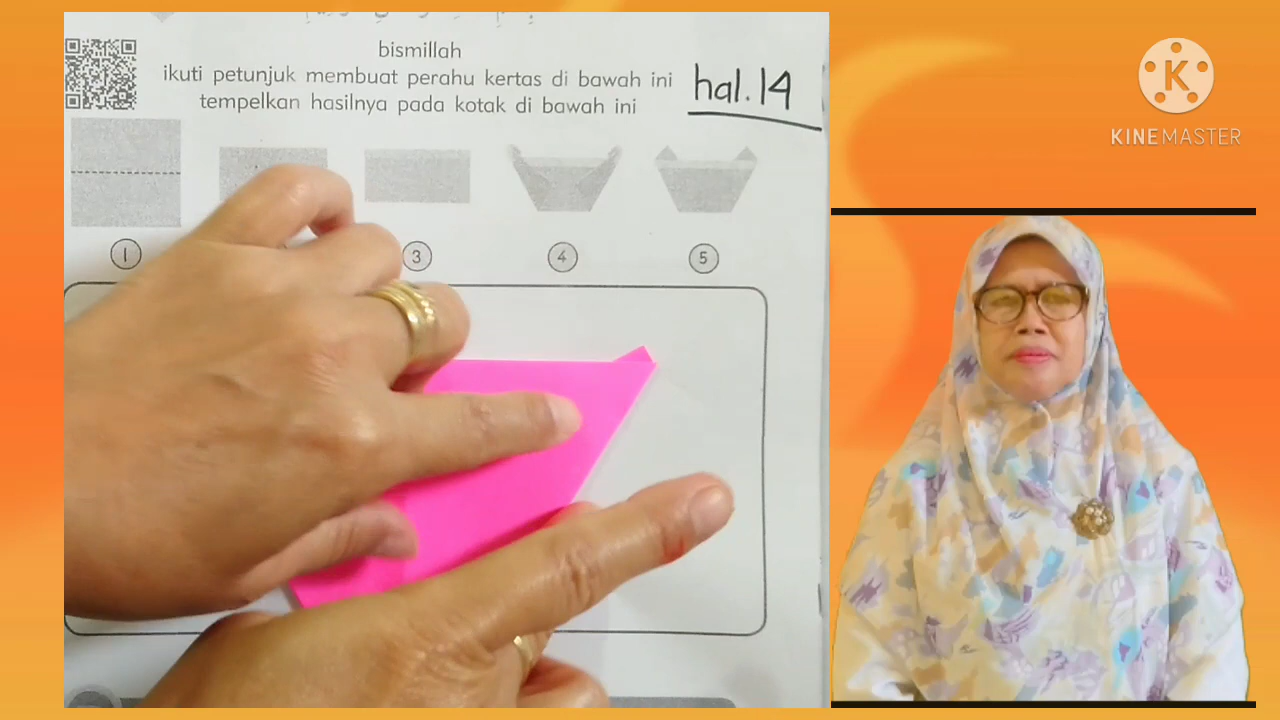 bismillah
ikuti petunjuk membuat perahu kertas di bawah ini
tempelkan hasilnya pada kotak di bawah ini
hal.14
1
3
4
5
KINEMASTER